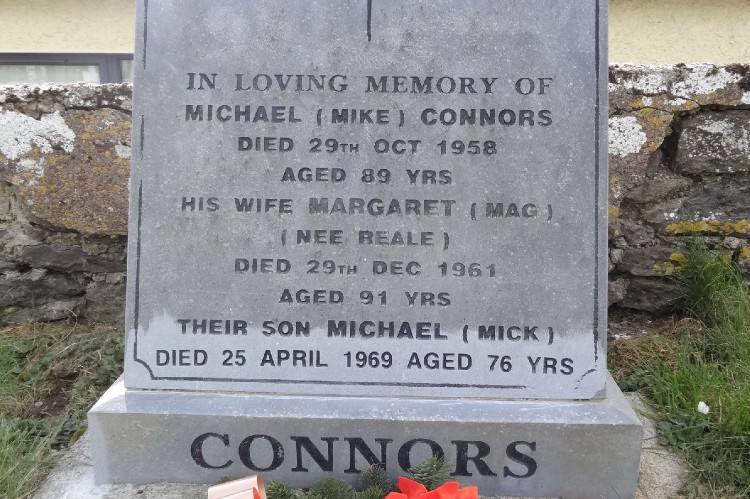 IN LOVING MEMORY OF
MICHAEL (MIKE) CONNORS
DIED 29TH OCT 1958
AGED 89 YRS
HIS WIFE MARGARET (MAG)
(NEE REALE)
DIED 29TH DEC 1961
AGED 91 YRS
THEIR SON MICHAEL (MICK)
DIED 25 APRIL 1969 AGED 76 YRS
CONNORS